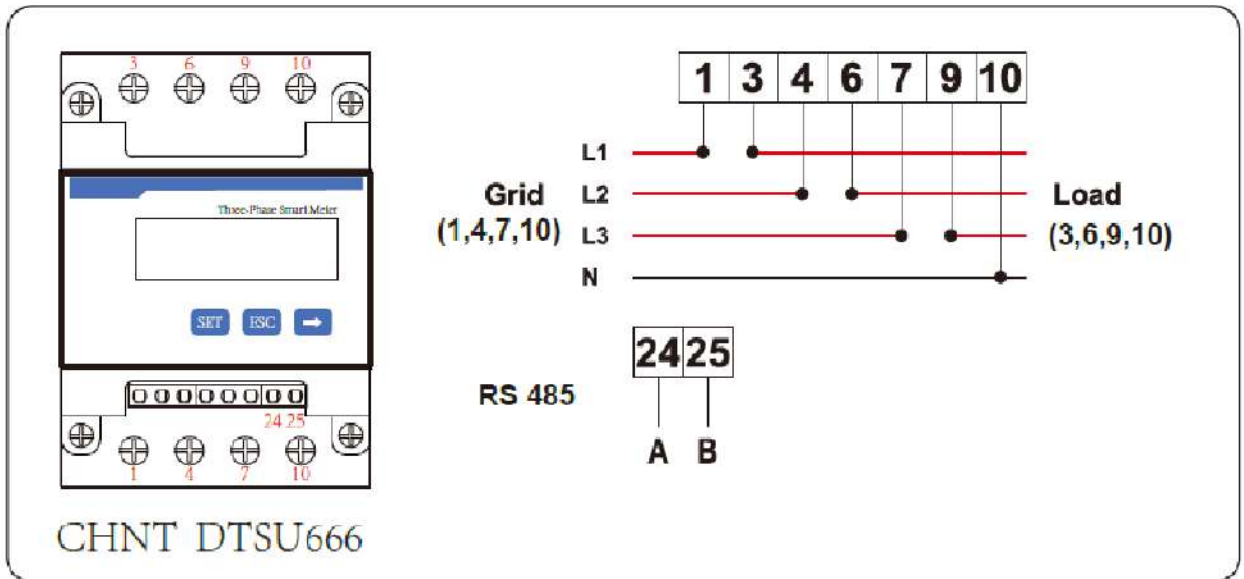 3 6 9 10
Three-Phase Smart Meter
SET ESC
24 25
1 4 7 10
CHNT DTSU666
1 3 4 6 7 9 10
L1
Grid L2 Load
(1,4,7,10) L3 (3,6,9,10)
N
24 25
RS 485
A B